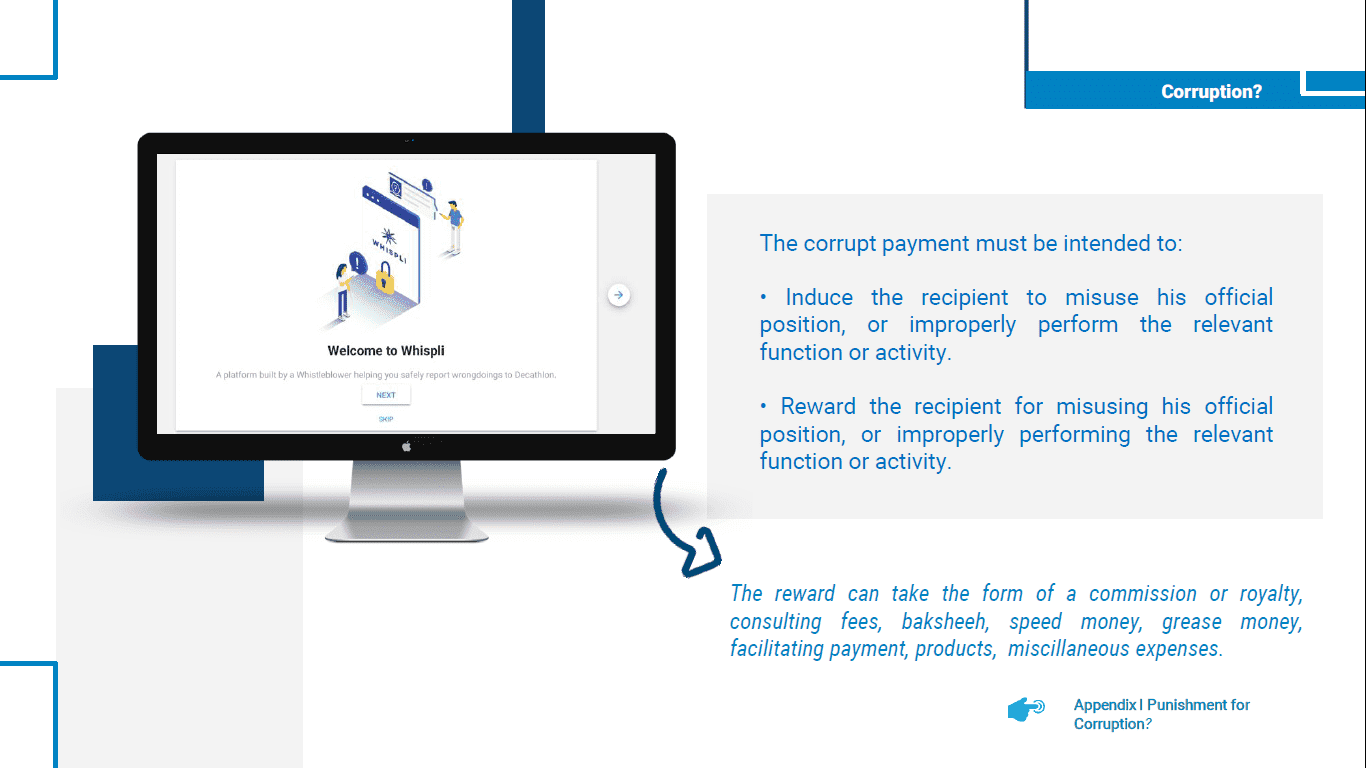 Corruption?
WHISPLI
Welcome to Whispli
A platform built by a Whistleblower helping you safely report wrongdoings to Decathlon.
NEXT
SKIP
The corrupt payment must be intended to:
• Induce the recipient to misuse his official
position, or improperly perform the relevant
function or activity.
• Reward the recipient for misusing his official
position, or improperly performing the relevant
function or activity.
The reward can take the form of a commission or royalty,
consulting fees, baksheeh, speed money, grease money,
facilitating payment, products, miscellaneous expenses.
Appendix I Punishment for
Corruption?